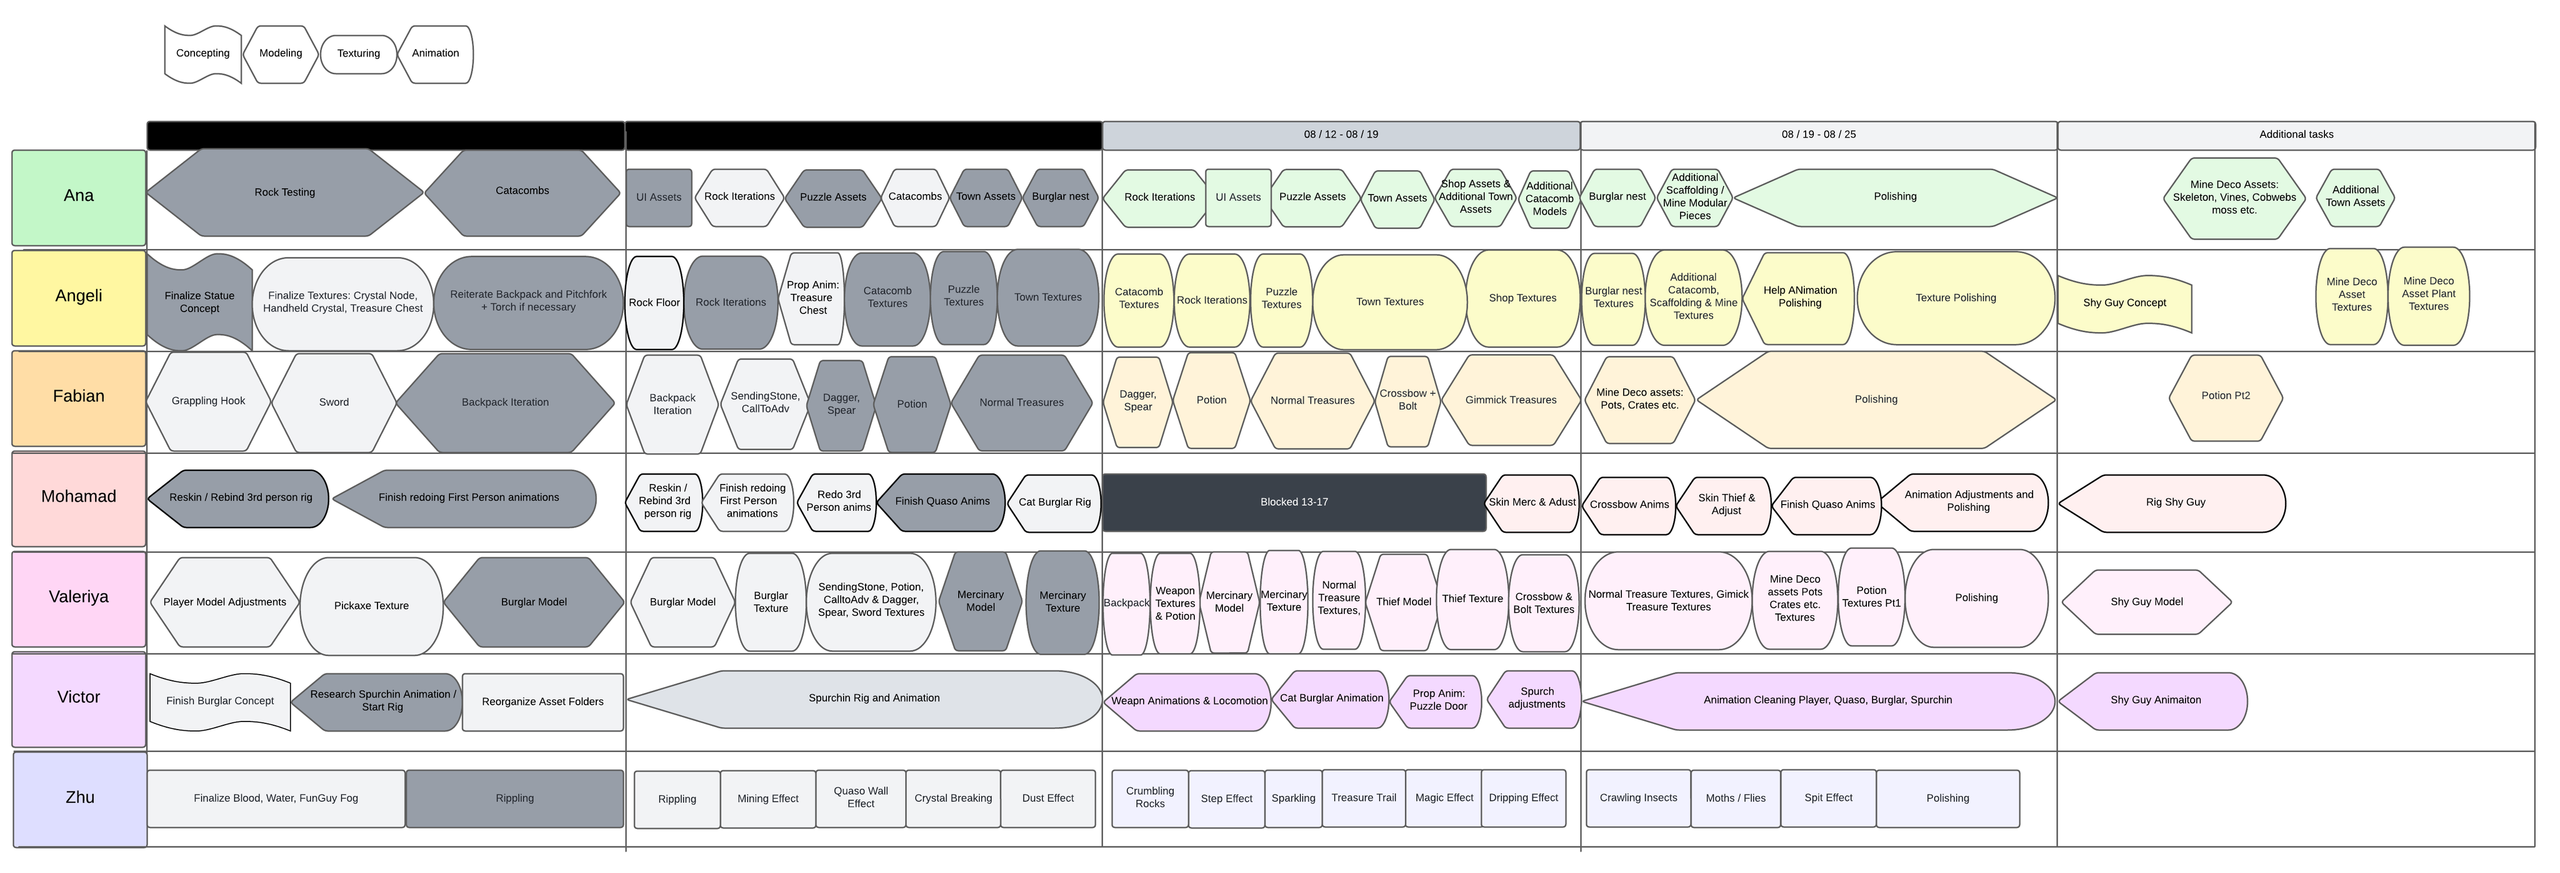 Concepting
Modeling
Texturing
Animation
08 / 12 - 08 / 19
08 / 19 - 08 / 25
Additional tasks
Ana
Rock Testing
Catacombs
UI Assets
Rock Iterations
Puzzle Assets
Catacombs
Town Assets
Burglar nest
Rock Iterations
UI Assets
Puzzle Assets
Town Assets
Shop Assets &
Additional Town
Assets
Additional
Catacomb
Models
Burglar nest
Additional
Scaffolding /
Mine Modular
Pieces
Polishing
Mine Deco Assets:
Skeleton, Vines, Cobwebs
moss etc.
Additional
Town Assets
Angeli
Finalize Statue
Concept
Finalize Textures: Crystal Node,
Handheld Crystal, Treasure Chest
Reiterate Backpack and Pitchfork
+ Torch if necessary
Rock Floor
Rock Iterations
Prop Anim:
Treasure
Chest
Catacomb
Textures
Puzzle
Textures
Town Textures
Catacomb
Textures
Rock Iterations
Puzzle
Textures
Town Textures
Shop Textures
Burglar nest
Textures
Additional
Catacomb,
Scaffolding & Mine
Textures
Help ANimation
Polishing
Texture Polishing
Shy Guy Concept
Mine Deco
Asset
Textures
Mine Deco
Asset Plant
Textures
Fabian
Grappling Hook
Sword
Backpack Iteration
Backpack
Iteration
SendingStone,
CallToAdv
Dagger,
Spear
Potion
Normal Treasures
Dagger,
Spear
Potion
Normal Treasures
Crossbow +
Bolt
Gimmick Treasures
Mine Deco assets:
Pots, Crates etc.
Polishing
Potion Pt2
Mohamad
Reskin / Rebind 3rd person rig
Finish redoing First Person animations
Reskin /
Rebind 3rd
person rig
Finish redoing
First Person
animations
Redo 3rd
Person anims
Finish Quaso Anims
Cat Burglar Rig
Blocked 13-17
Skin Merc & Adust
Crossbow Anims
Skin Thief &
Adjust
Finish Quaso Anims
Animation Adjustments and
Polishing
Rig Shy Guy
Valeriya
Player Model Adjustments
Pickaxe Texture
Burglar Model
Burglar Model
Burglar
Texture
SendingStone, Potion,
CalltoAdv & Dagger,
Spear, Sword Textures
Mercinary
Model
Mercinary
Texture
Backpack
Weapon
Textures
& Potion
Mercinary
Model
Mercinary
Texture
Normal
Treasure
Textures,
Thief Model
Thief Texture
Crossbow &
Bolt Textures
Normal Treasure Textures, Gimick
Treasure Textures
Mine Deco
assets Pots
Crates etc.
Textures
Potion
Textures Pt1
Polishing
Shy Guy Model
Victor
Finish Burglar Concept
Research Spurchin Animation /
Start Rig
Reorganize Asset Folders
Spurchin Rig and Animation
Weapn Animations & Locomotion
Cat Burglar Animation
Prop Anim:
Puzzle Door
Spurch
adjustments
Animation Cleaning Player, Quaso, Burglar, Spurchin
Shy Guy Animaiton
Zhu
Finalize Blood, Water, FunGuy Fog
Rippling
Rippling
Mining Effect
Quaso Wall
Effect
Crystal Breaking
Dust Effect
Crumbling
Rocks
Step Effect
Sparkling
Treasure Trail
Magic Effect
Dripping Effect
Crawling Insects
Moths / Flies
Spit Effect
Polishing